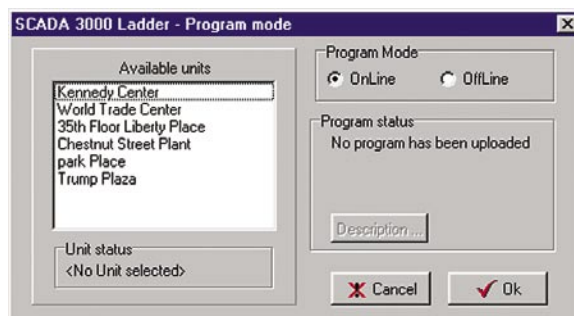 SCADA 3000 Ladder - Program mode
Available units
Kennedy Center
World Trade Center
35th Floor Liberty Place
Chestnut Street Plant
park Place
Trump Plaza
Unit status
<No Unit selected>
Program Mode
OnLine
OffLine
Program status
No program has been uploaded
Description ...
Cancel
Ok